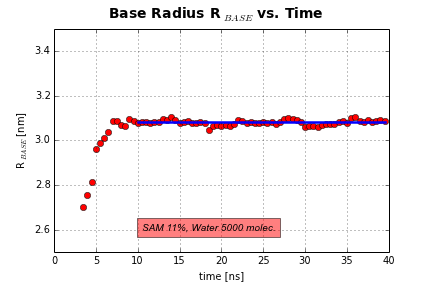 Base Radius R BASE vs. Time
3.4
3.2
3.0
2.8
2.6
R BASE [nm]
SAM 11%, Water 5000 molec.
0 5 10 15 20 25 30 35 40
time [ns]